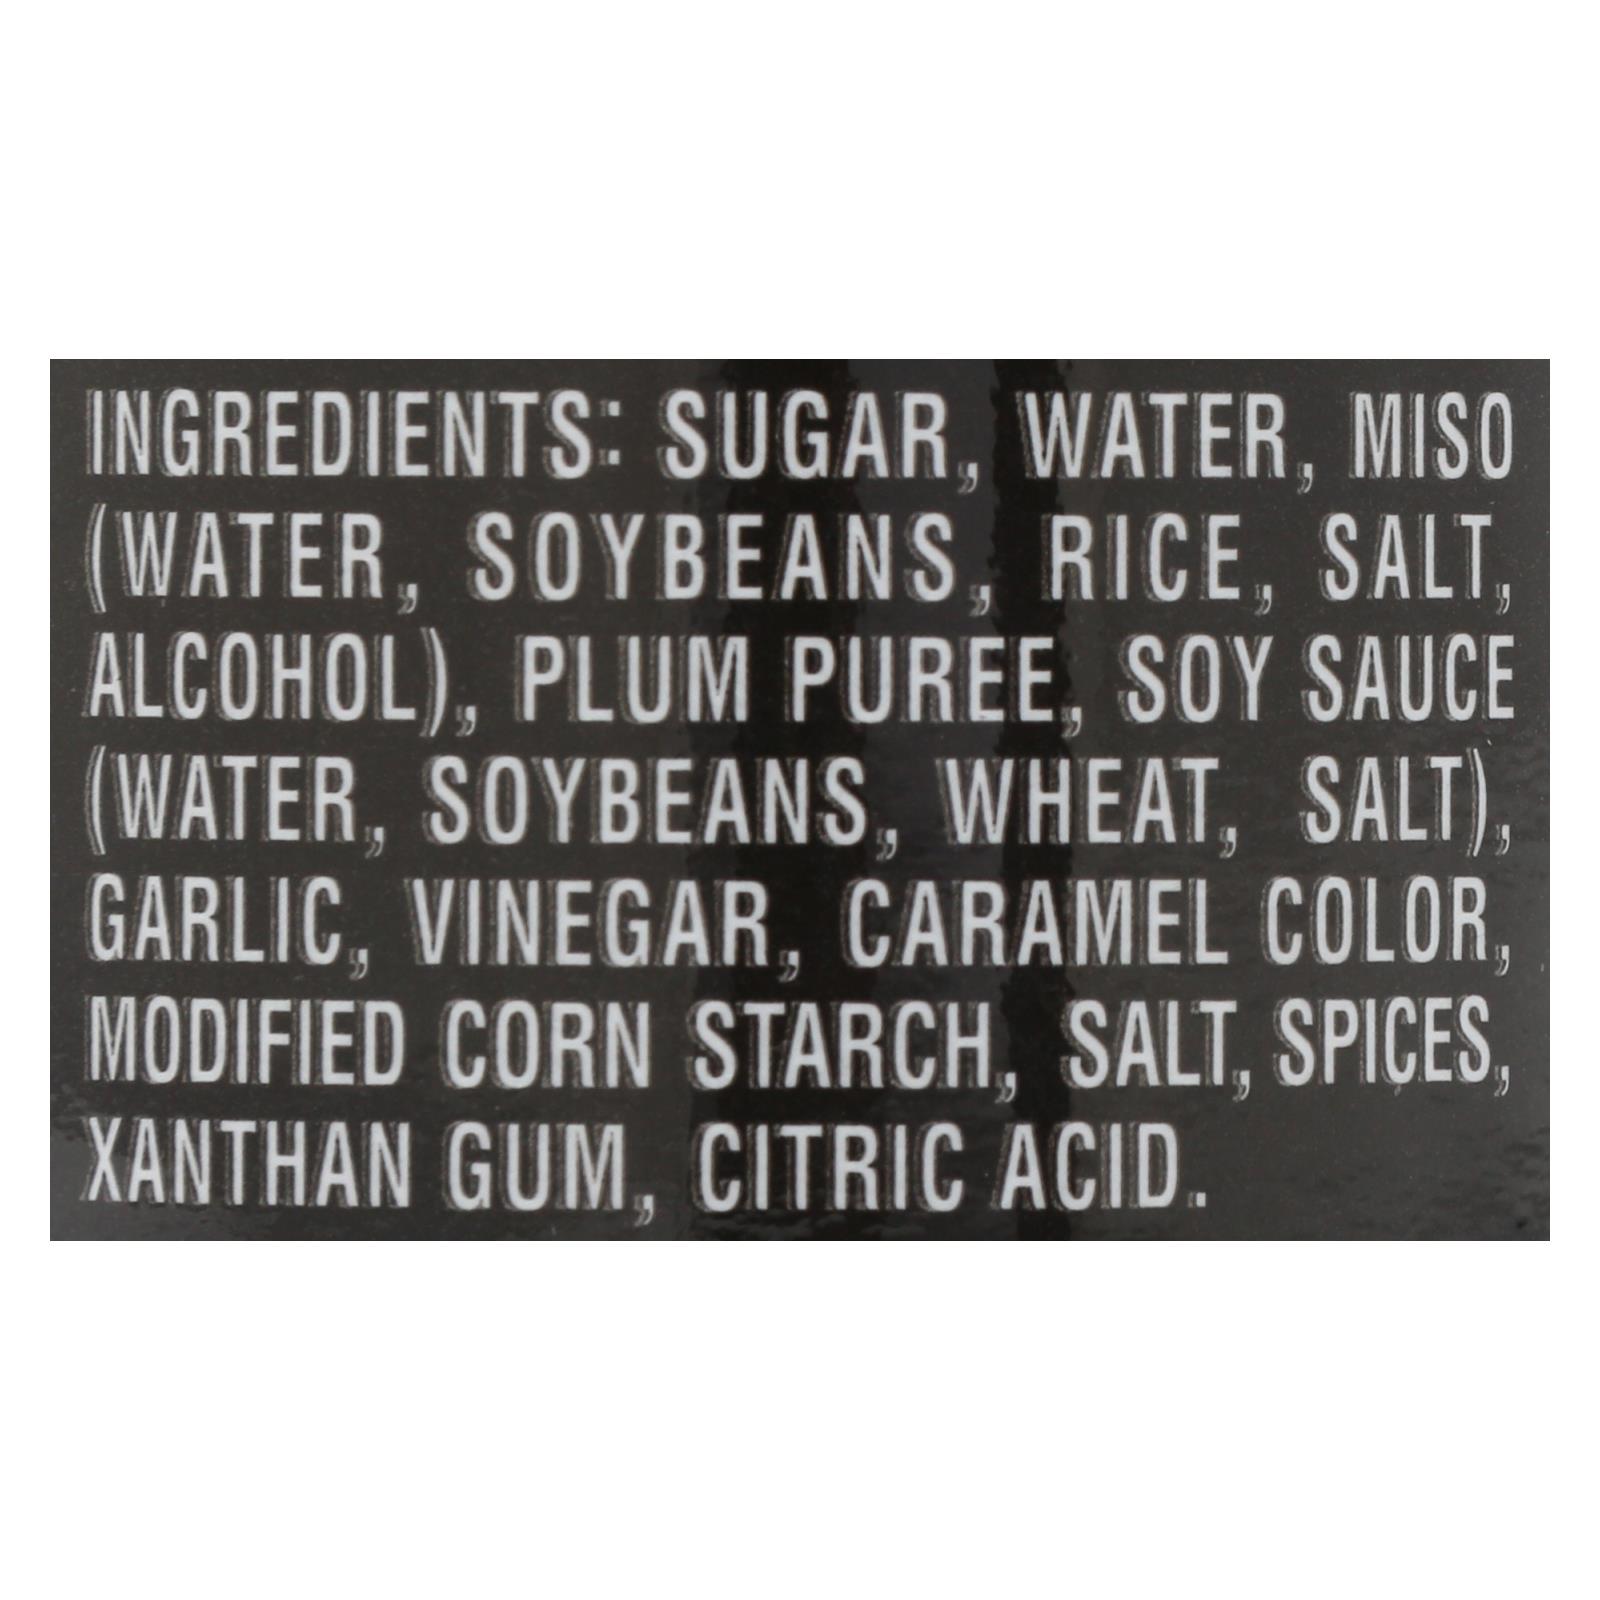 INGREDIENTS: SUGAR, WATER, MISO
(WATER, SOYBEANS, RICE, SALT,
ALCOHOL), PLUM PUREE, SOY SAUCE
(WATER, SOYBEANS, WHEAT, SALT),
GARLIC, VINEGAR, CARAMEL COLOR,
MODIFIED CORN STARCH, SALT, SPICES,
XANTHAN GUM, CITRIC ACID.